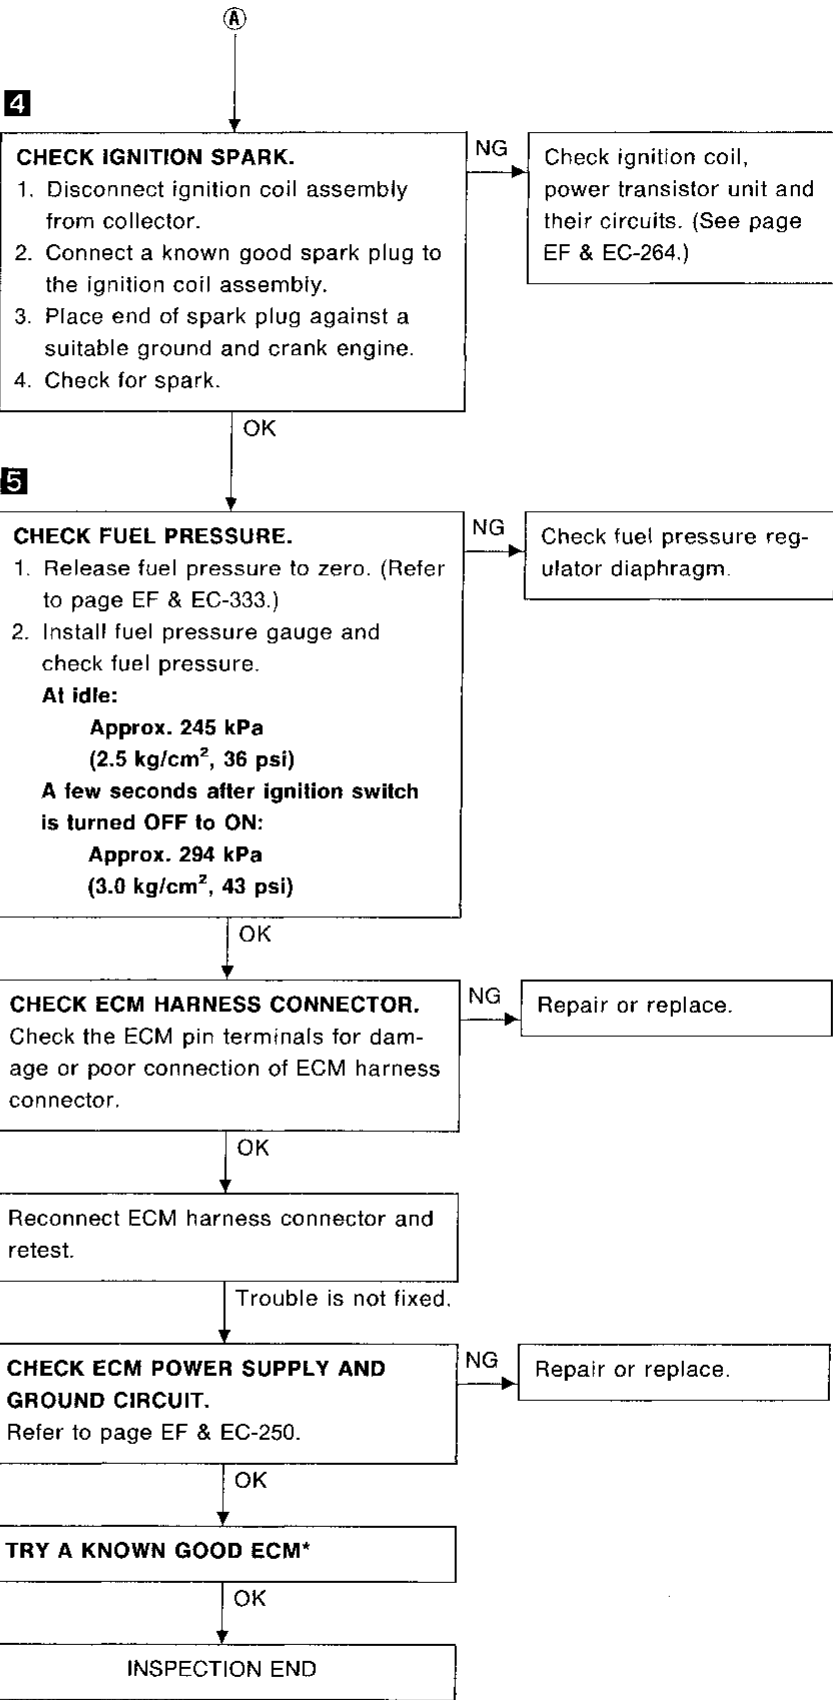 Ⓐ
4
CHECK IGNITION SPARK.
1. Disconnect ignition coil assembly
from collector.
2. Connect a known good spark plug to
the ignition coil assembly.
3. Place end of spark plug against a
suitable ground and crank engine.
4. Check for spark.
NG
Check ignition coil,
power transistor unit and
their circuits. (See page
EF & EC-264.)
OK
5
CHECK FUEL PRESSURE.
1. Release fuel pressure to zero. (Refer
to page EF & EC-333.)
2. Install fuel pressure gauge and
check fuel pressure.
At idle:
Approx. 245 kPa
(2.5 kg/cm², 36 psi)
A few seconds after ignition switch
is turned OFF to ON:
Approx. 294 kPa
(3.0 kg/cm², 43 psi)
NG
Check fuel pressure reg-
ulator diaphragm.
OK
CHECK ECM HARNESS CONNECTOR.
Check the ECM pin terminals for dam-
age or poor connection of ECM harness
connector.
NG
Repair or replace.
OK
Reconnect ECM harness connector and
retest.
Trouble is not fixed.
CHECK ECM POWER SUPPLY AND
GROUND CIRCUIT.
Refer to page EF & EC-250.
NG
Repair or replace.
OK
TRY A KNOWN GOOD ECM*
OK
INSPECTION END